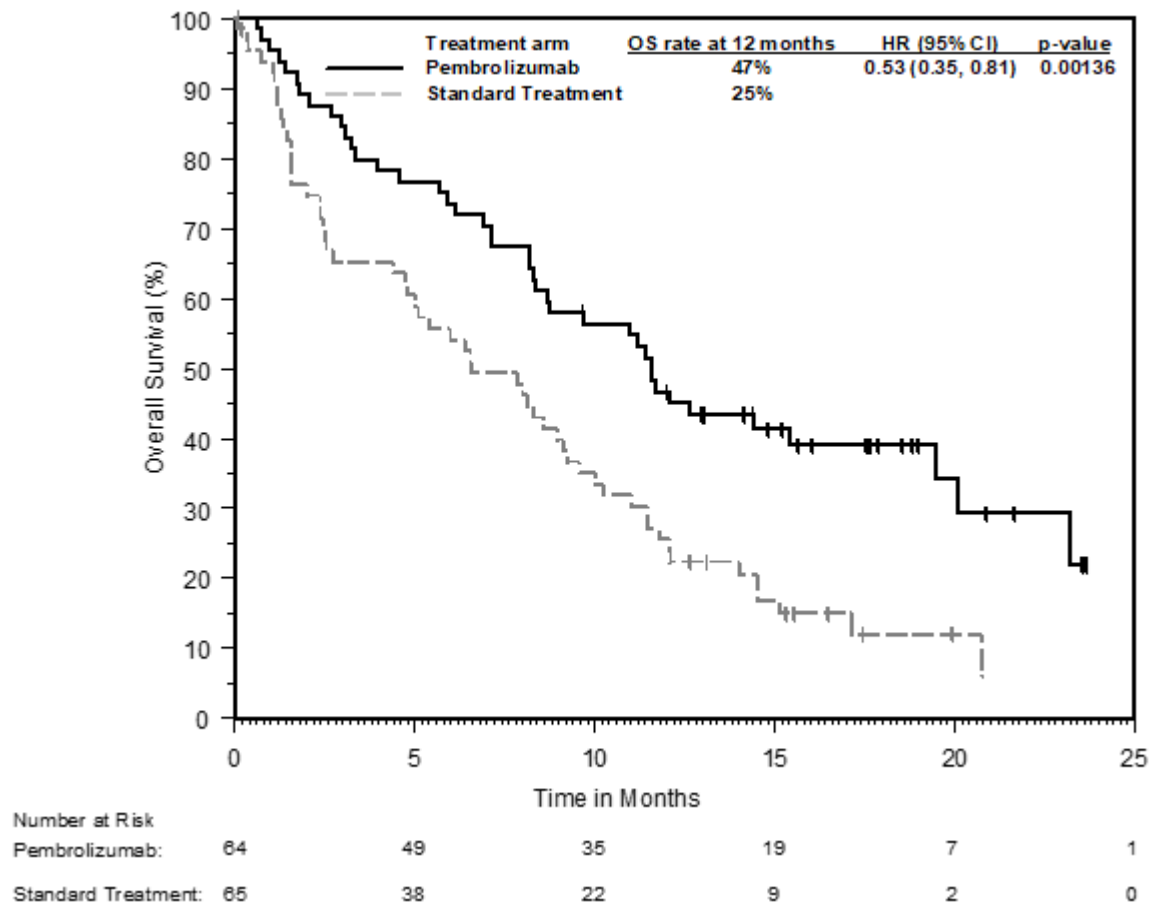 Treatment arm OS rate at 12 months HR (95% CI) p-value
Pembrolizumab 47% 0.53 (0.35, 0.81) 0.00136
Standard Treatment 25%
100
90
80
70
60
50
40
30
20
10
0
Overall Survival (%)
0 5 10 15 20 25
Time in Months
Number at Risk
Pembrolizumab: 64 49 35 19 7 1
Standard Treatment: 65 38 22 9 2 0